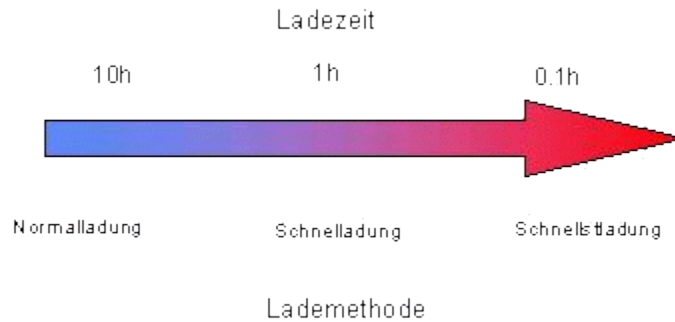 Ladezeit
10h 1h 0.1h
Normalladung Schnelladung Schnellstladung
Lademethode